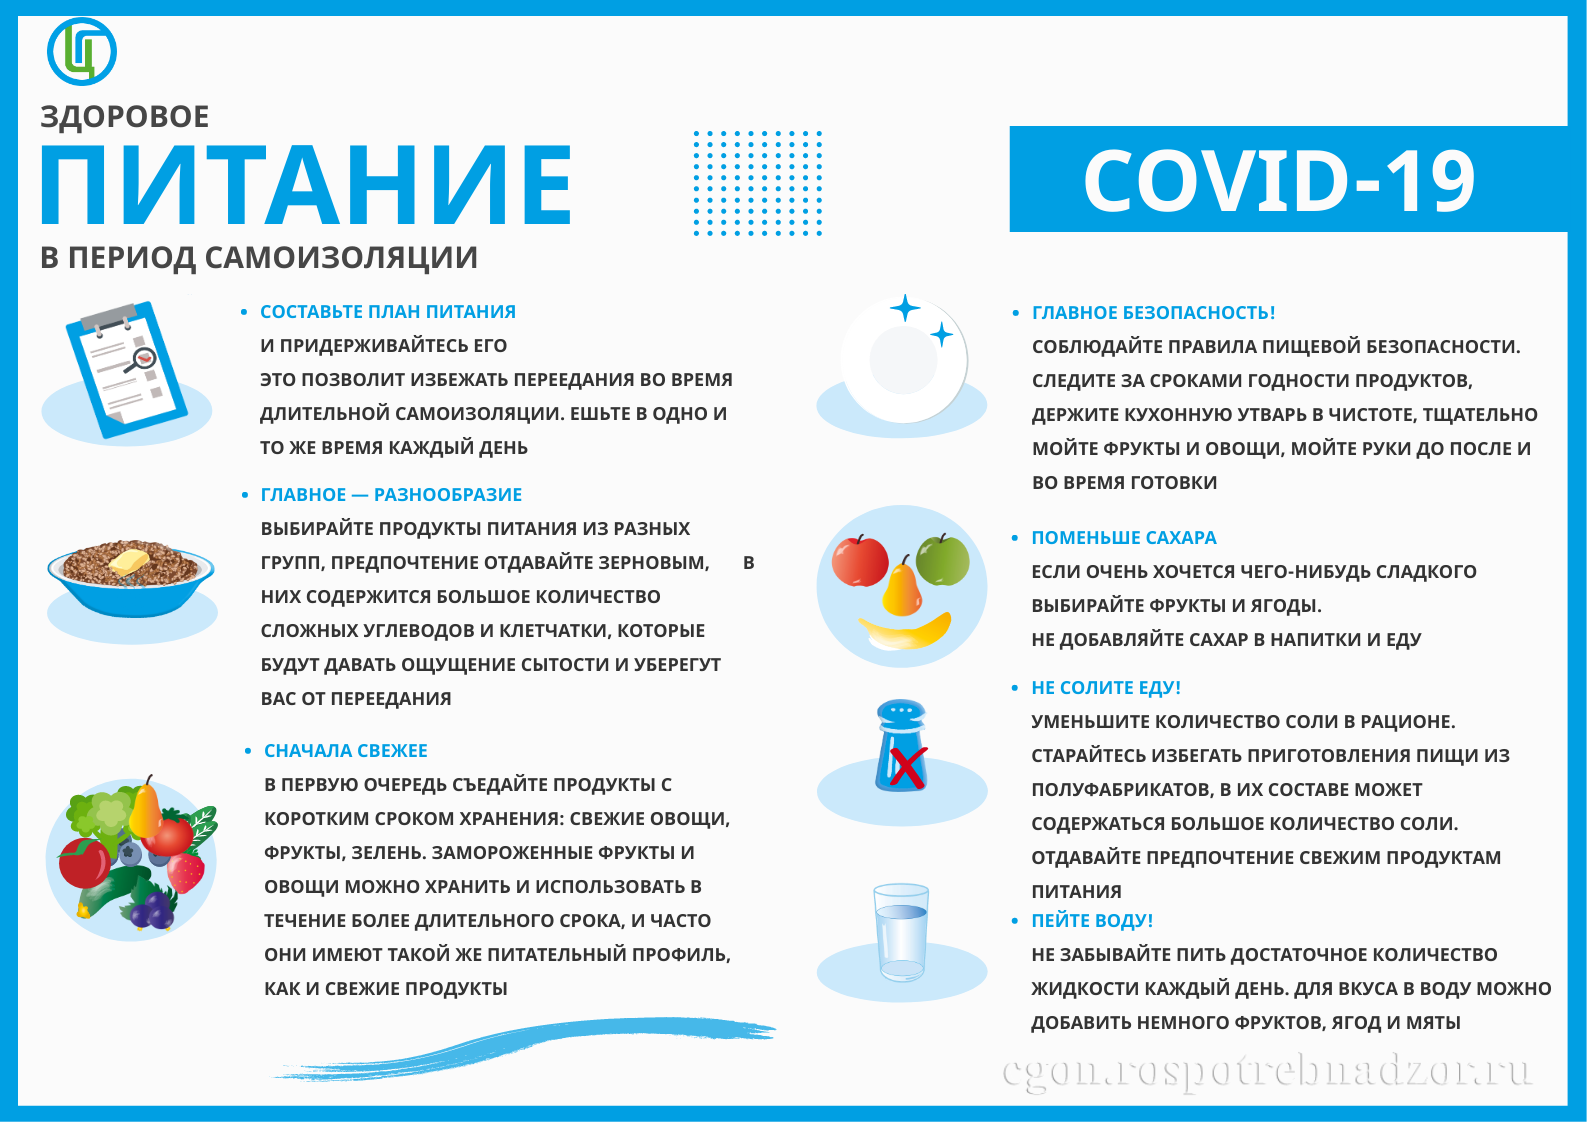 ЗДОРОВОЕ
ПИТАНИЕ
В ПЕРИОД САМОИЗОЛЯЦИИ
COVID-19
• СОСТАВЬТЕ ПЛАН ПИТАНИЯ
И ПРИДЕРЖИВАЙТЕСЬ ЕГО
ЭТО ПОЗВОЛИТ ИЗБЕЖАТЬ ПЕРЕЕДАНИЯ ВО ВРЕМЯ
ДЛИТЕЛЬНОЙ САМОИЗОЛЯЦИИ. ЕШЬТЕ В ОДНО И
ТО ЖЕ ВРЕМЯ КАЖДЫЙ ДЕНЬ
• ГЛАВНОЕ — РАЗНООБРАЗИЕ
ВЫБИРАЙТЕ ПРОДУКТЫ ПИТАНИЯ ИЗ РАЗНЫХ
ГРУПП, ПРЕДПОЧТЕНИЕ ОТДАВАЙТЕ ЗЕРНОВЫМ, В
НИХ СОДЕРЖИТСЯ БОЛЬШОЕ КОЛИЧЕСТВО
СЛОЖНЫХ УГЛЕВОДОВ И КЛЕТЧАТКИ, КОТОРЫЕ
БУДУТ ДАВАТЬ ОЩУЩЕНИЕ СЫТОСТИ И УБЕРЕГУТ
ВАС ОТ ПЕРЕЕДАНИЯ
• СНАЧАЛА СВЕЖЕЕ
В ПЕРВУЮ ОЧЕРЕДЬ СЪЕДАЙТЕ ПРОДУКТЫ С
КОРОТКИМ СРОКОМ ХРАНЕНИЯ: СВЕЖИЕ ОВОЩИ,
ФРУКТЫ, ЗЕЛЕНЬ. ЗАМОРОЖЕННЫЕ ФРУКТЫ И
ОВОЩИ МОЖНО ХРАНИТЬ И ИСПОЛЬЗОВАТЬ В
ТЕЧЕНИЕ БОЛЕЕ ДЛИТЕЛЬНОГО СРОКА, И ЧАСТО
ОНИ ИМЕЮТ ТАКОЙ ЖЕ ПИТАТЕЛЬНЫЙ ПРОФИЛЬ,
КАК И СВЕЖИЕ ПРОДУКТЫ
• ГЛАВНОЕ БЕЗОПАСНОСТЬ!
СОБЛЮДАЙТЕ ПРАВИЛА ПИЩЕВОЙ БЕЗОПАСНОСТИ.
СЛЕДИТЕ ЗА СРОКАМИ ГОДНОСТИ ПРОДУКТОВ,
ДЕРЖИТЕ КУХОННУЮ УТВАРЬ В ЧИСТОТЕ, ТЩАТЕЛЬНО
МОЙТЕ ФРУКТЫ И ОВОЩИ, МОЙТЕ РУКИ ДО ПОСЛЕ И
ВО ВРЕМЯ ГОТОВКИ
• ПОМЕНЬШЕ САХАРА
ЕСЛИ ОЧЕНЬ ХОЧЕТСЯ ЧЕГО-НИБУДЬ СЛАДКОГО
ВЫБИРАЙТЕ ФРУКТЫ И ЯГОДЫ.
НЕ ДОБАВЛЯЙТЕ САХАР В НАПИТКИ И ЕДУ
• НЕ СОЛИТЕ ЕДУ!
УМЕНЬШИТЕ КОЛИЧЕСТВО СОЛИ В РАЦИОНЕ.
СТАРАЙТЕСЬ ИЗБЕГАТЬ ПРИГОТОВЛЕНИЯ ПИЩИ ИЗ
ПОЛУФАБРИКАТОВ, В ИХ СОСТАВЕ МОЖЕТ
СОДЕРЖАТЬСЯ БОЛЬШОЕ КОЛИЧЕСТВО СОЛИ.
ОТДАВАЙТЕ ПРЕДПОЧТЕНИЕ СВЕЖИМ ПРОДУКТАМ
ПИТАНИЯ
• ПЕЙТЕ ВОДУ!
НЕ ЗАБЫВАЙТЕ ПИТЬ ДОСТАТОЧНОЕ КОЛИЧЕСТВО
ЖИДКОСТИ КАЖДЫЙ ДЕНЬ. ДЛЯ ВКУСА В ВОДУ МОЖНО
ДОБАВИТЬ НЕМНОГО ФРУКТОВ, ЯГОД И МЯТЫ
cgon.rospotrebnadzor.ru